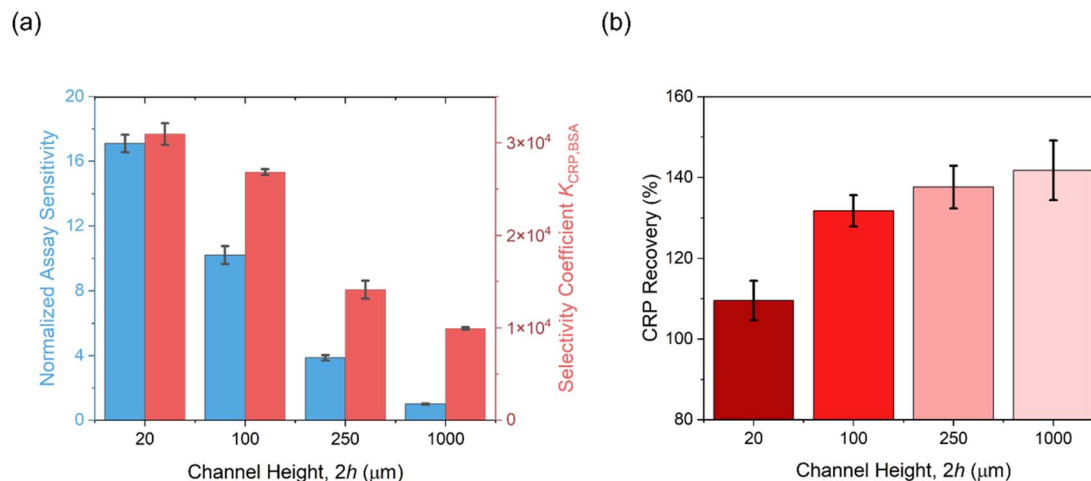 (a)
(b)
20
16
12
8
4
0
Normalized Assay Sensitivity
3×10⁴
2×10⁴
1×10⁴
0
Selectivity Coefficient K_CRP,BSA
20 100 250 1000
Channel Height, 2h (μm)
160
140
120
100
80
CRP Recovery (%)
20 100 250 1000
Channel Height, 2h (μm)